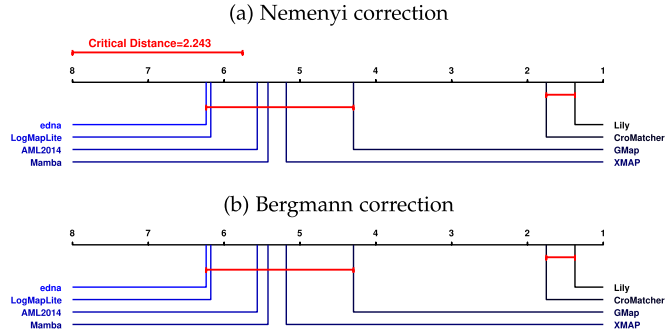 (a) Nemenyi correction
Critical Distance=2.243
8 7 6 5 4 3 2 1
edna Lily
LogMapLite CroMatcher
AML2014 GMap
Mamba XMAP
(b) Bergmann correction
8 7 6 5 4 3 2 1
edna Lily
LogMapLite CroMatcher
AML2014 GMap
Mamba XMAP